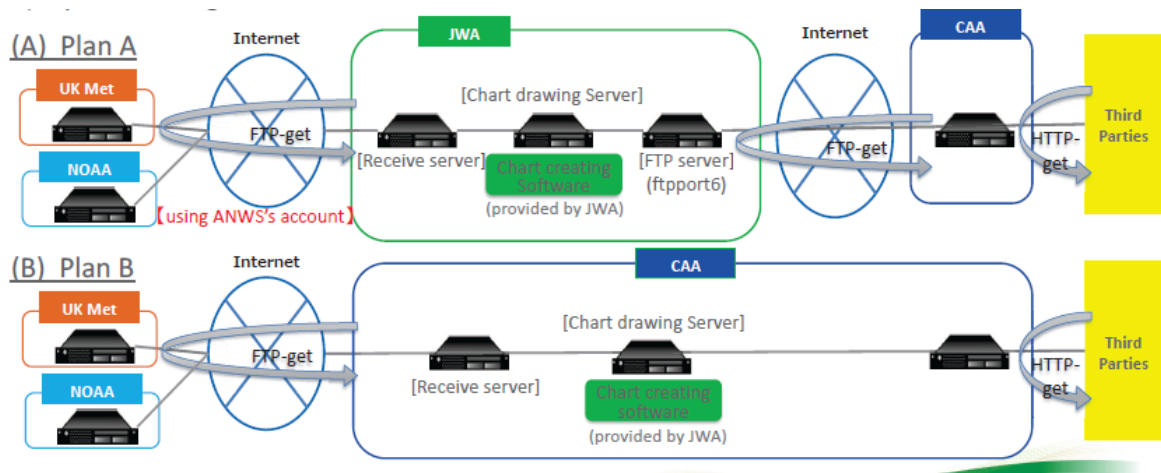 (A) Plan A
Internet
JWA
Internet
CAA
UK Met
[Chart drawing Server]
Third
Parties
FTP-get
FTP-get
HTTP-
get
NOAA
[Receive server]
Chart creating
Software
[FTP server]
(ftpport6)
(provided by JWA)
【using ANWS's account】
(B) Plan B
Internet
CAA
UK Met
[Chart drawing Server]
Third
Parties
FTP-get
HTTP-
get
NOAA
[Receive server]
Chart creating
software
(provided by JWA)